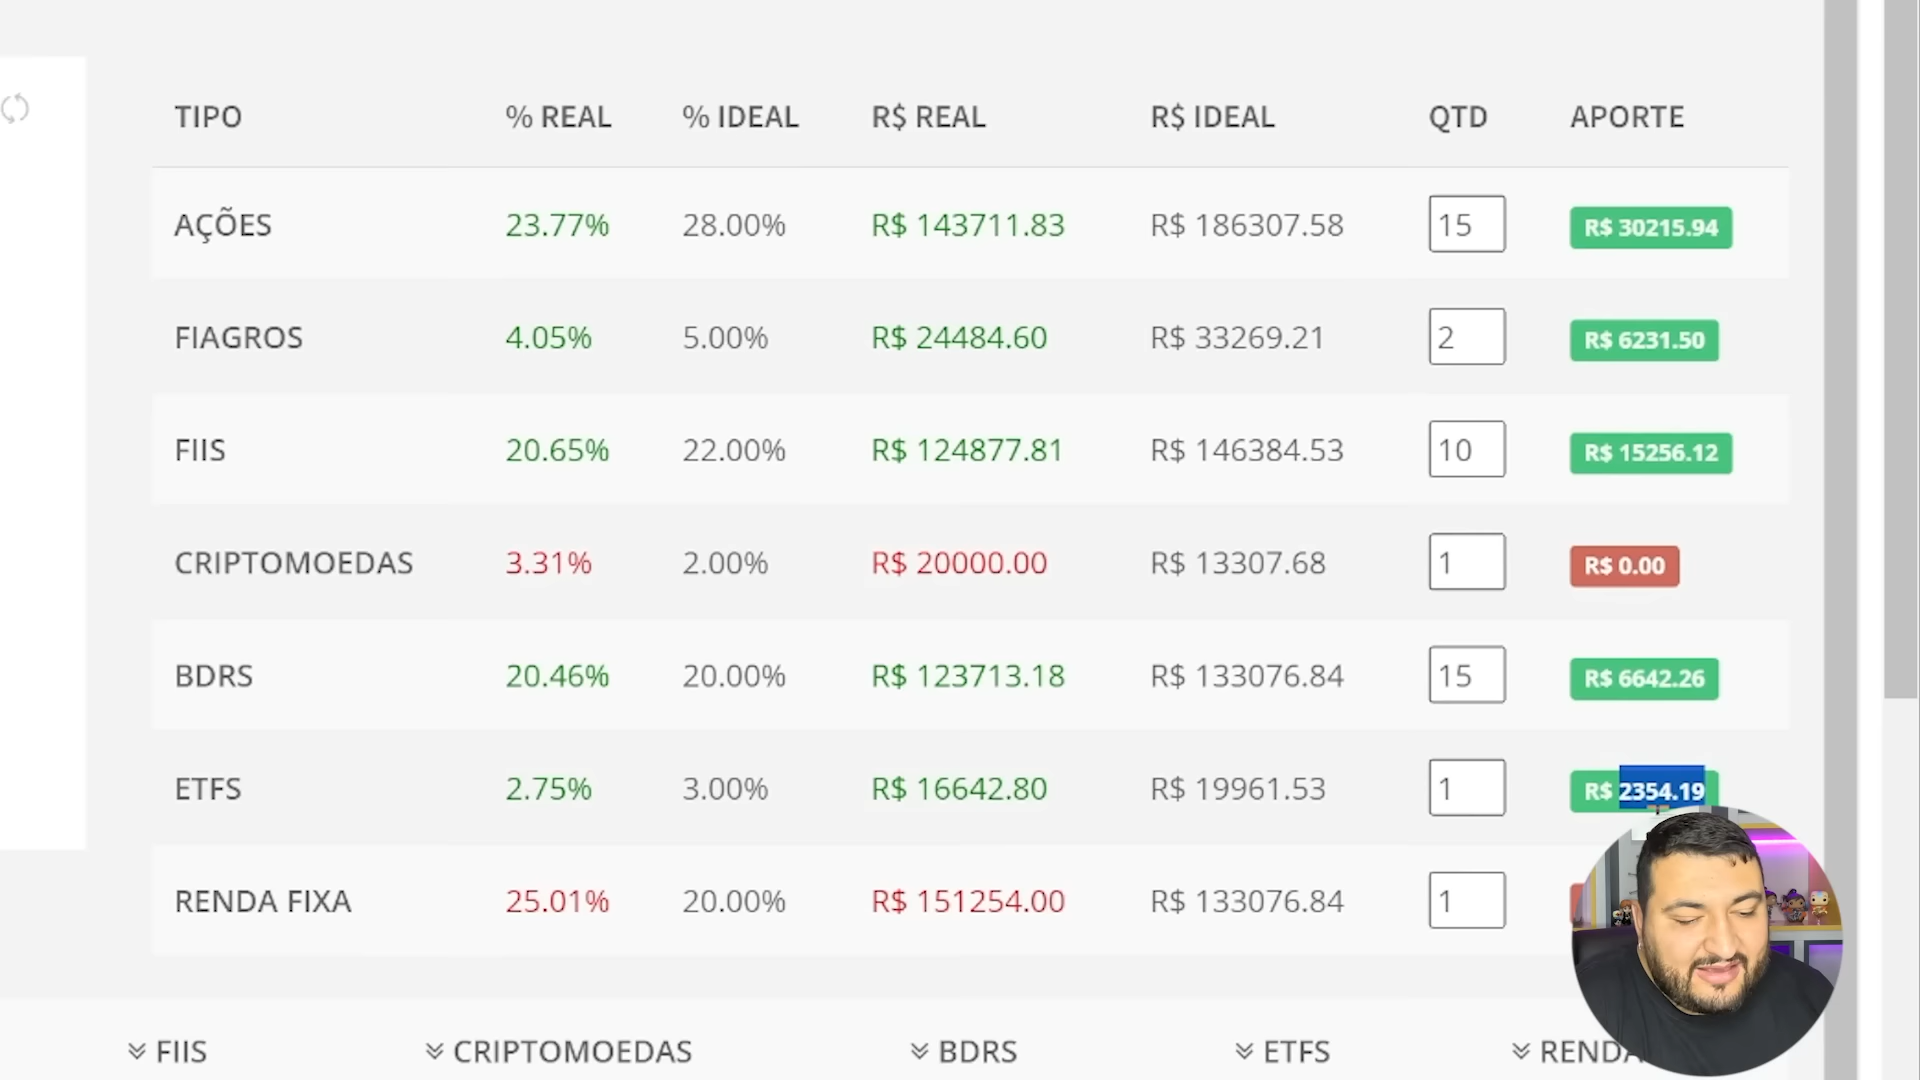 TIPO % REAL % IDEAL R$ REAL R$ IDEAL QTD APORTE
AÇÕES 23.77% 28.00% R$ 143711.83 R$ 186307.58 15 R$ 30215.94
FIAGROS 4.05% 5.00% R$ 24484.60 R$ 33269.21 2 R$ 6231.50
FIIS 20.65% 22.00% R$ 124877.81 R$ 146384.53 10 R$ 15256.12
CRIPTOMOEDAS 3.31% 2.00% R$ 20000.00 R$ 13307.68 1 R$ 0.00
BDRS 20.46% 20.00% R$ 123713.18 R$ 133076.84 15 R$ 6642.26
ETFS 2.75% 3.00% R$ 16642.80 R$ 19961.53 1 R$ 2354.19
RENDA FIXA 25.01% 20.00% R$ 151254.00 R$ 133076.84 1
FIIS CRIPTOMOEDAS BDRS ETFS RENDA